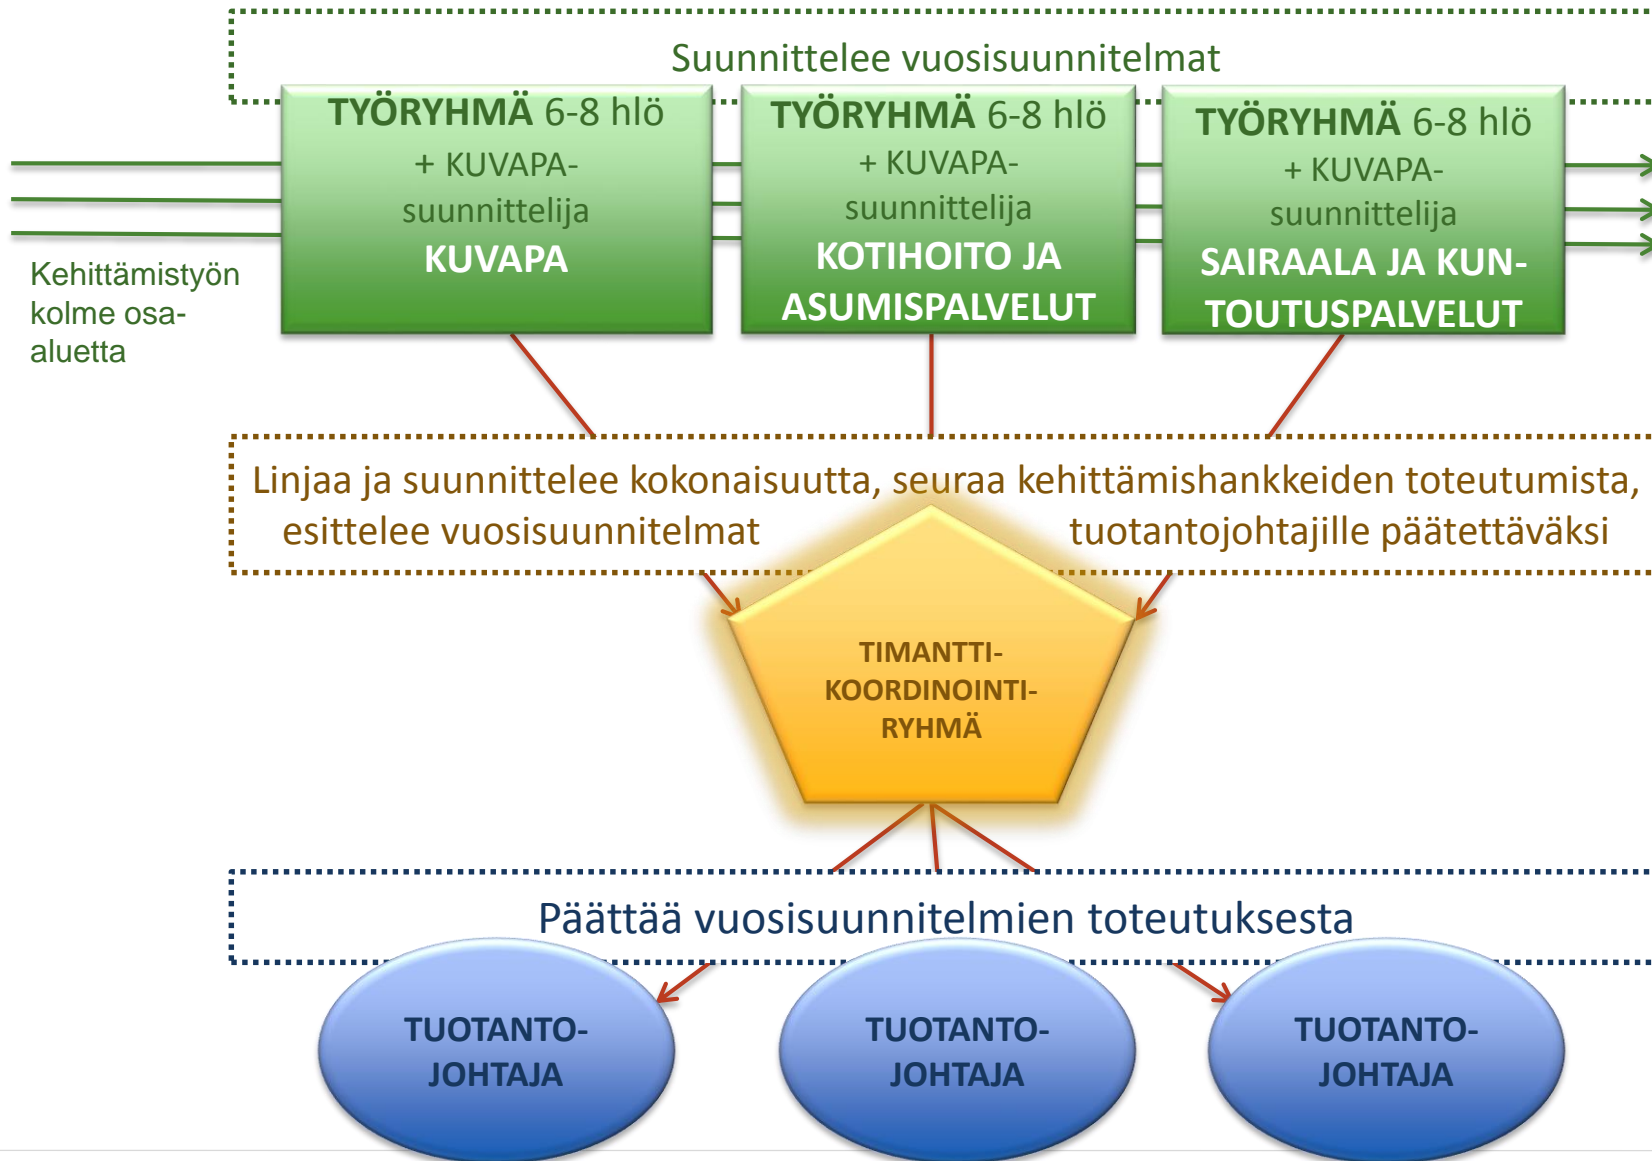 Suunnittelee vuosisuunnitelmat
TYÖRYHMÄ 6-8 hlö
+ KUVAPA-
suunnittelija
KUVAPA
TYÖRYHMÄ 6-8 hlö
+ KUVAPA-
suunnittelija
KOTIHOITO JA
ASUMISPALVELUT
TYÖRYHMÄ 6-8 hlö
+ KUVAPA-
suunnittelija
SAIRAALA JA KUN-
TOUTUSPALVELUT
Kehittämistyön
kolme osa-
aluetta
Linjaa ja suunnittelee kokonaisuutta, seuraa kehittämishankkeiden toteutumista,
esittelee vuosisuunnitelmat tuotantojohtajille päätettäväksi
TIMANTTI-
KOORDINOINTI-
RYHMÄ
Päättää vuosisuunnitelmien toteutuksesta
TUOTANTO-
JOHTAJA
TUOTANTO-
JOHTAJA
TUOTANTO-
JOHTAJA